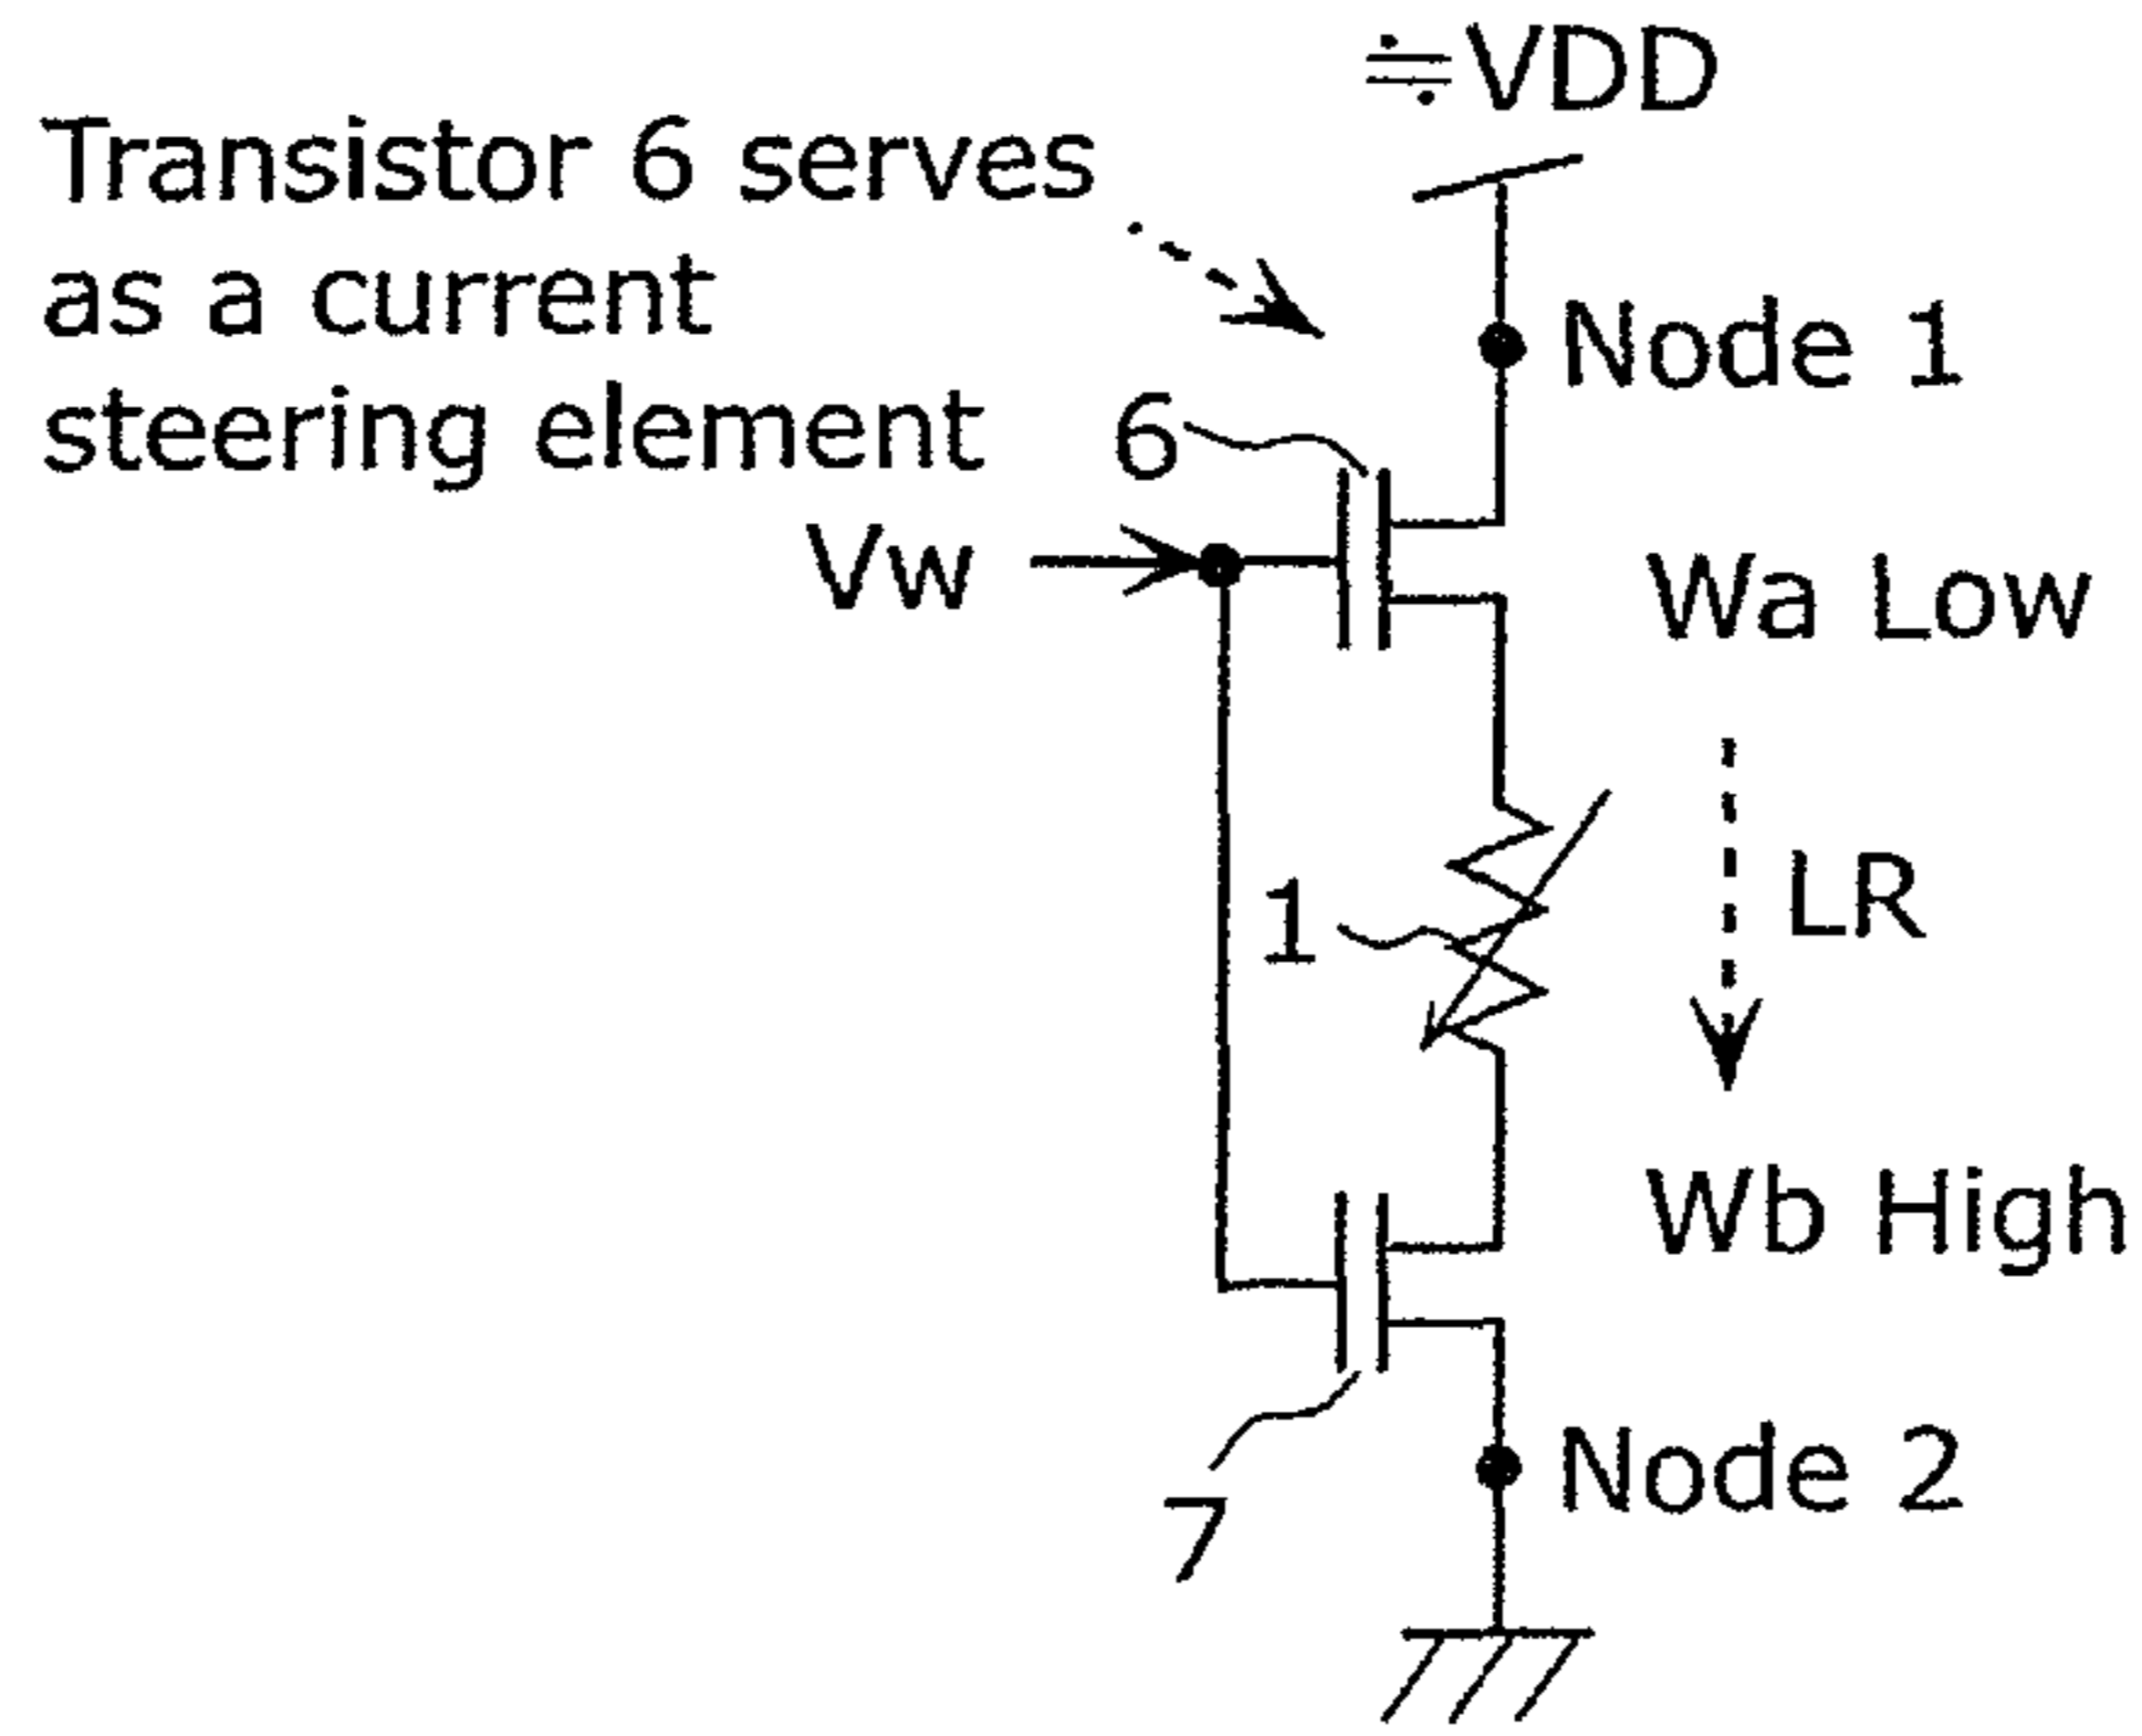 ≒VDD
Transistor 6 serves
as a current
steering element
Node 1
6
Vw
Wa Low
1
LR
Wb High
7
Node 2